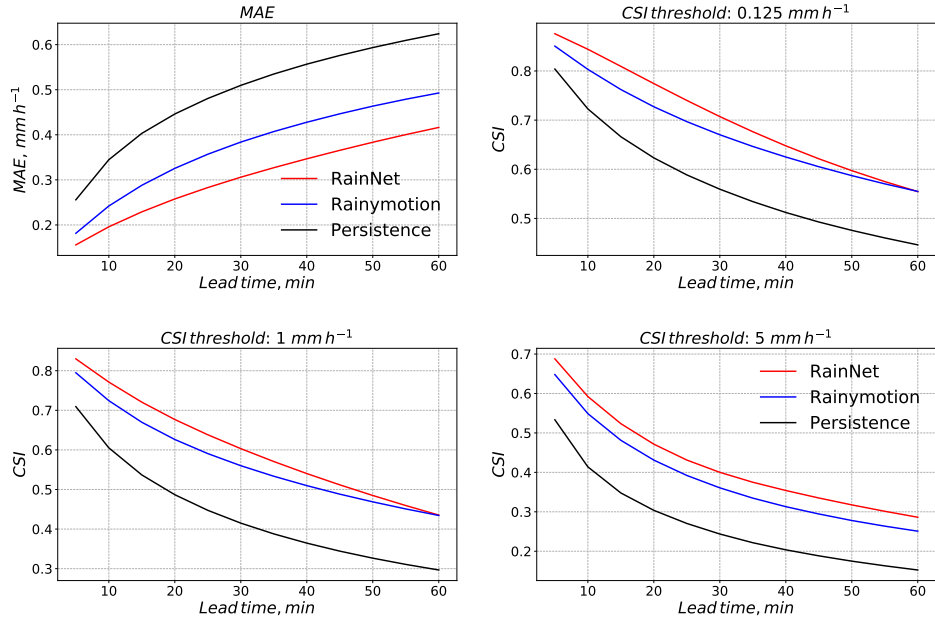 MAE
MAE, mm h⁻¹
0.6
0.5
0.4
0.3
0.2
10 20 30 40 50 60
Lead time, min
RainNet
Rainymotion
Persistence
CSI threshold: 0.125 mm h⁻¹
CSI
0.8
0.7
0.6
0.5
10 20 30 40 50 60
Lead time, min
CSI threshold: 1 mm h⁻¹
CSI
0.8
0.7
0.6
0.5
0.4
0.3
10 20 30 40 50 60
Lead time, min
CSI threshold: 5 mm h⁻¹
CSI
0.7
0.6
0.5
0.4
0.3
0.2
10 20 30 40 50 60
Lead time, min
RainNet
Rainymotion
Persistence